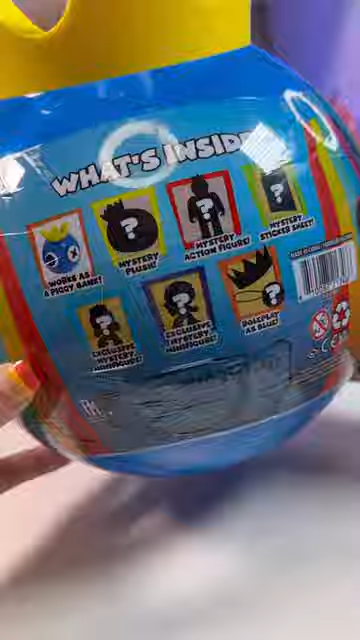 WHAT'S INSIDE
WORKS AS
A PIGGY BANK!
MYSTERY
PLUSH!
MYSTERY
ACTION FIGURE!
MYSTERY
STICKER SHEET!
EXCLUSIVE
MYSTERY
MINIFIGURE!
EXCLUSIVE
MYSTERY
MINIFIGURE!
ROLEPLAY
AS BLUE!